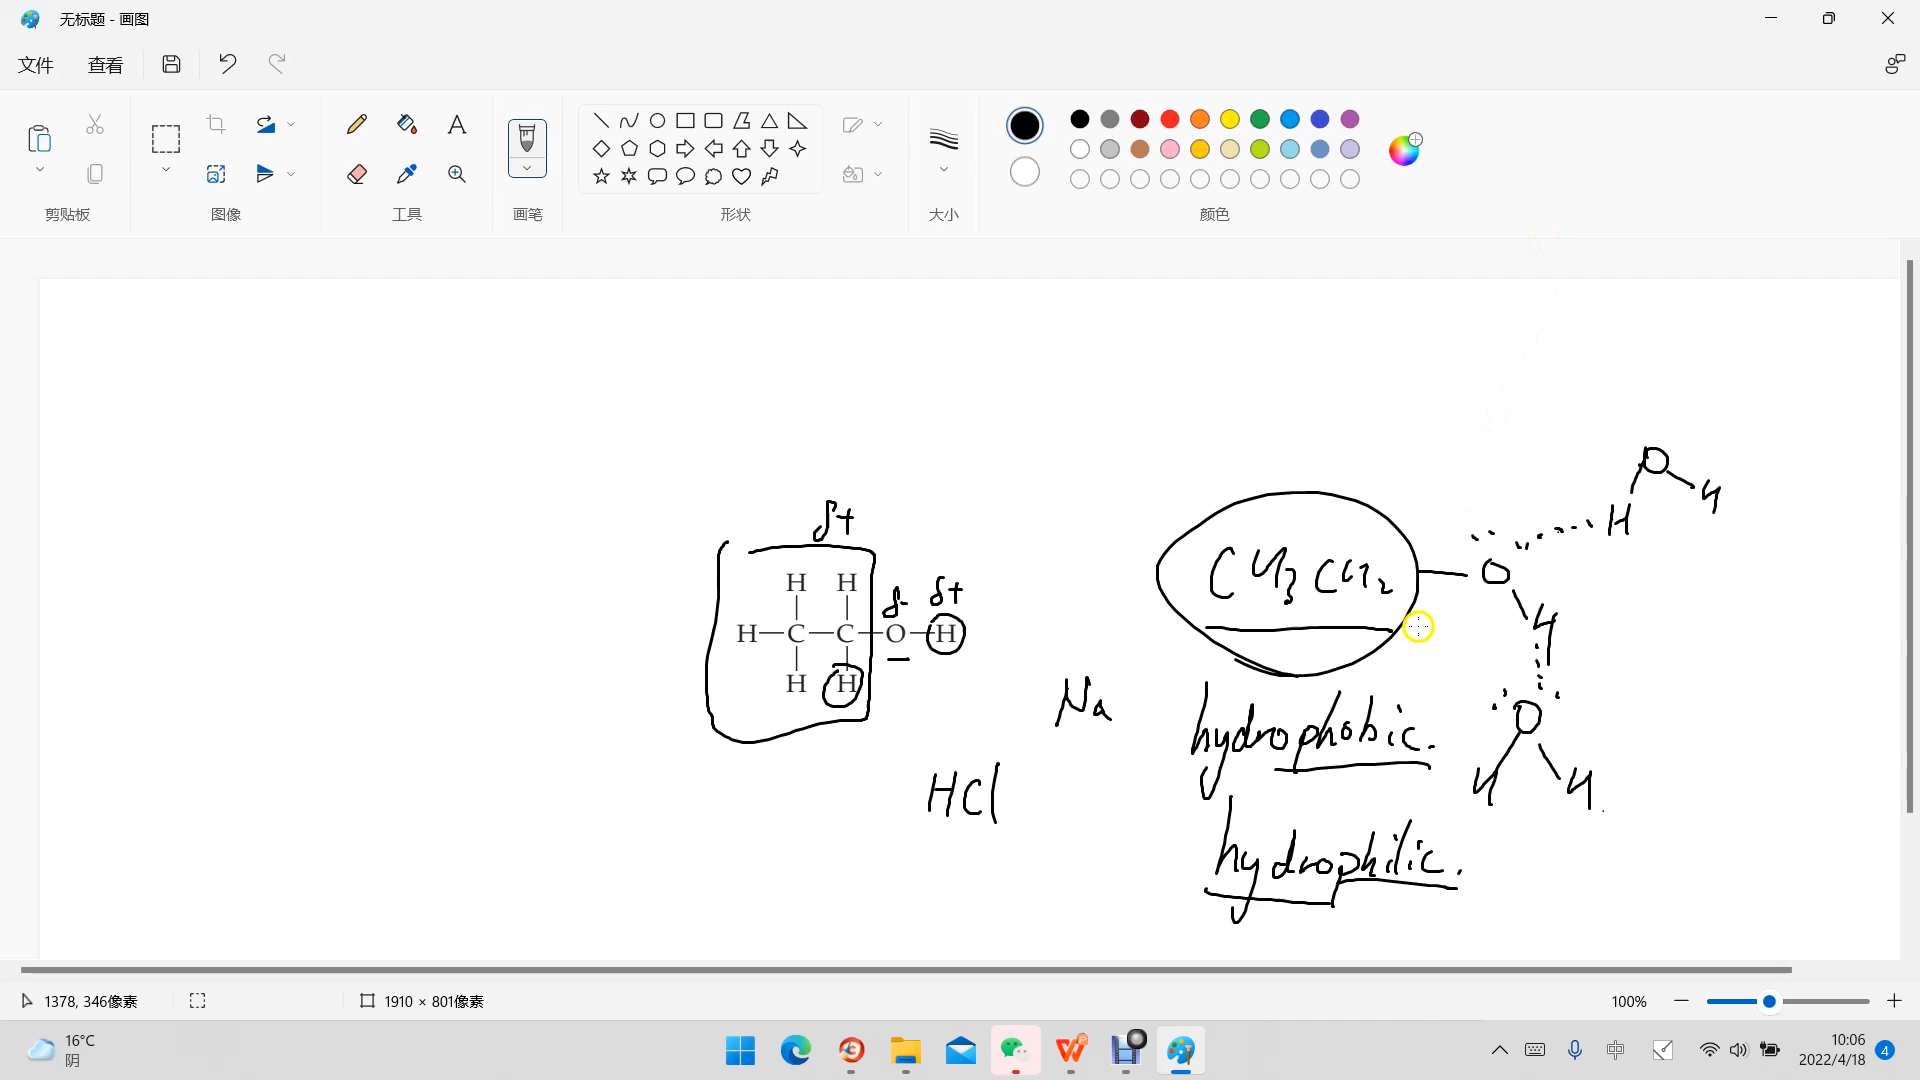 无标题 - 画图
文件 查看
剪贴板 图像 工具 画笔 形状 大小 颜色
δ+
H H
δ- δ+
H—C—C—O—H
H H
CH3CH2—O
H
O
H
H
O
H
H
Na
HCl
hydrophobic.
hydrophilic.
1378, 346像素 1910 × 801像素 100%
16°C
阴
中
10:06
2022/4/18
4